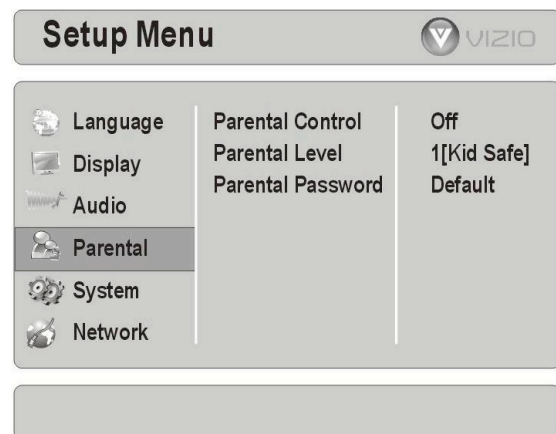 Setup Menu
V VIZIO
Language
Display
Audio
Parental
System
Network
Parental Control
Parental Level
Parental Password
Off
1[Kid Safe]
Default